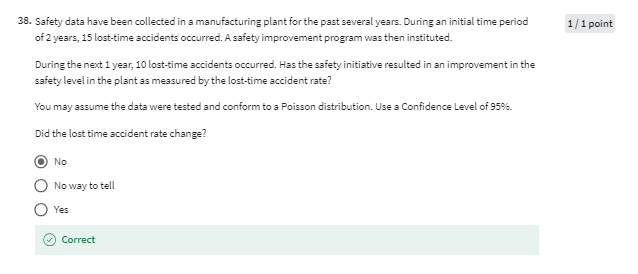 38. Safety data have been collected in a manufacturing plant for the past several years. During an initial time period
1 / 1 point
of 2 years, 15 lost-time accidents occurred. A safety improvement program was then instituted.
During the next 1 year, 10 lost-time accidents occurred. Has the safety initiative resulted in an improvement in the
safety level in the plant as measured by the lost-time accident rate?
You may assume the data were tested and conform to a Poisson distribution. Use a Confidence Level of 95%.
Did the lost time accident rate change?
No
No way to tell
Yes
Correct